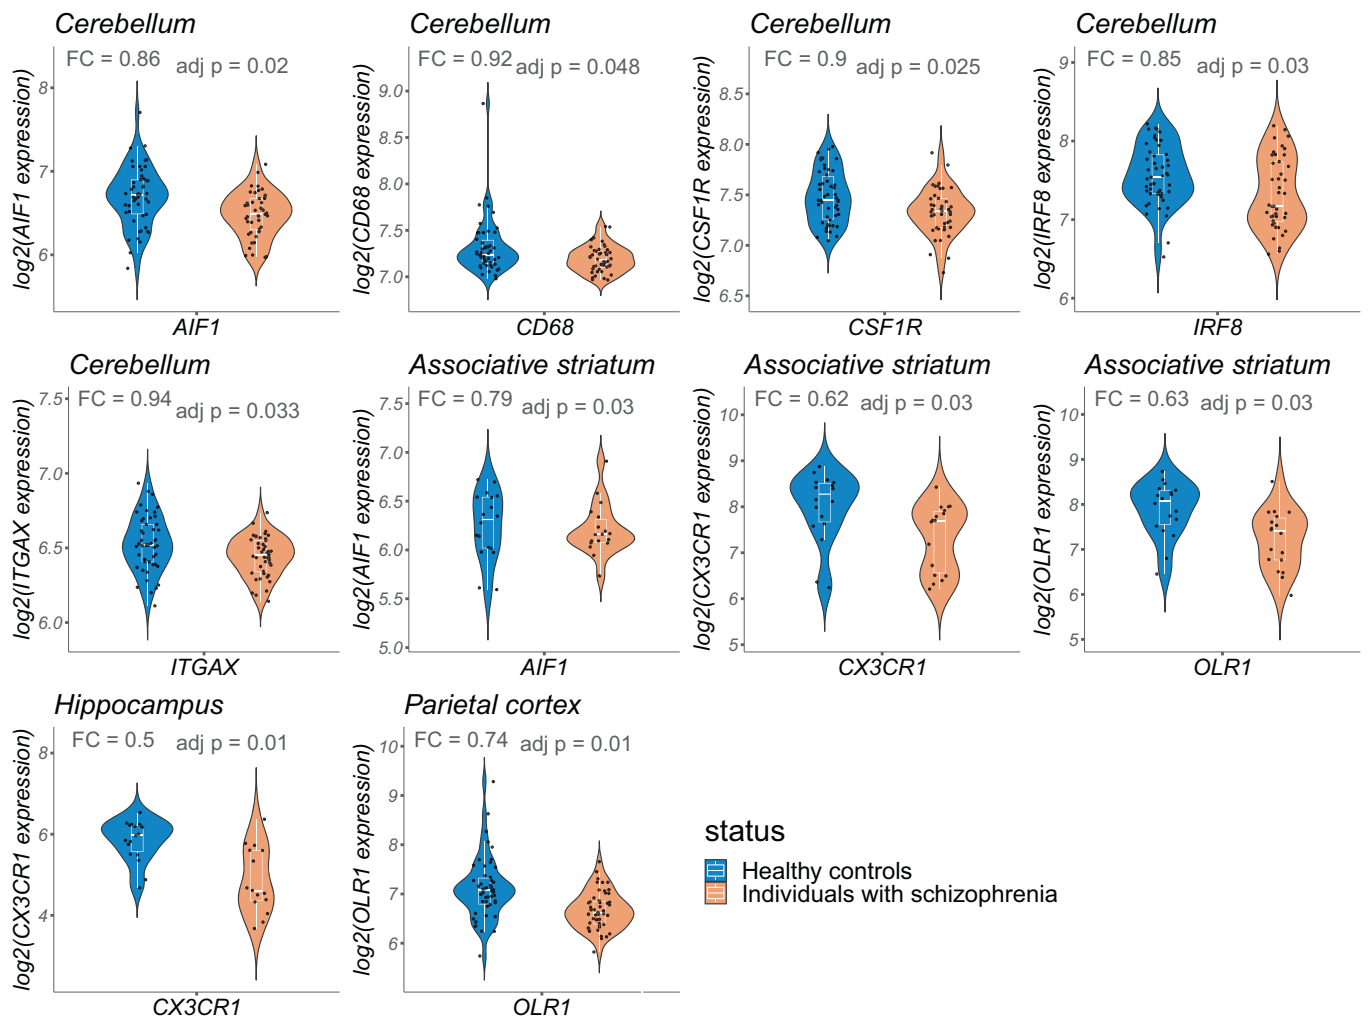 Cerebellum
FC = 0.86 adj p = 0.02
log2(AIF1 expression)
8
7
6
AIF1
Cerebellum
FC = 0.92 adj p = 0.048
log2(CD68 expression)
9.0
8.5
8.0
7.5
7.0
CD68
Cerebellum
FC = 0.9 adj p = 0.025
log2(CSF1R expression)
8.5
8.0
7.5
7.0
6.5
CSF1R
Cerebellum
FC = 0.85 adj p = 0.03
log2(IRF8 expression)
9
8
7
6
IRF8
Cerebellum
FC = 0.94 adj p = 0.033
log2(ITGAX expression)
7.5
7.0
6.5
6.0
ITGAX
Associative striatum
FC = 0.79 adj p = 0.03
log2(AIF1 expression)
7.5
7.0
6.5
6.0
5.5
5.0
AIF1
Associative striatum
FC = 0.62 adj p = 0.03
log2(CX3CR1 expression)
10
9
8
7
6
5
CX3CR1
Associative striatum
FC = 0.63 adj p = 0.03
log2(OLR1 expression)
10
9
8
7
6
5
OLR1
Hippocampus
FC = 0.5 adj p = 0.01
log2(CX3CR1 expression)
8
6
4
CX3CR1
Parietal cortex
FC = 0.74 adj p = 0.01
log2(OLR1 expression)
10
9
8
7
6
OLR1
status
Healthy controls
Individuals with schizophrenia